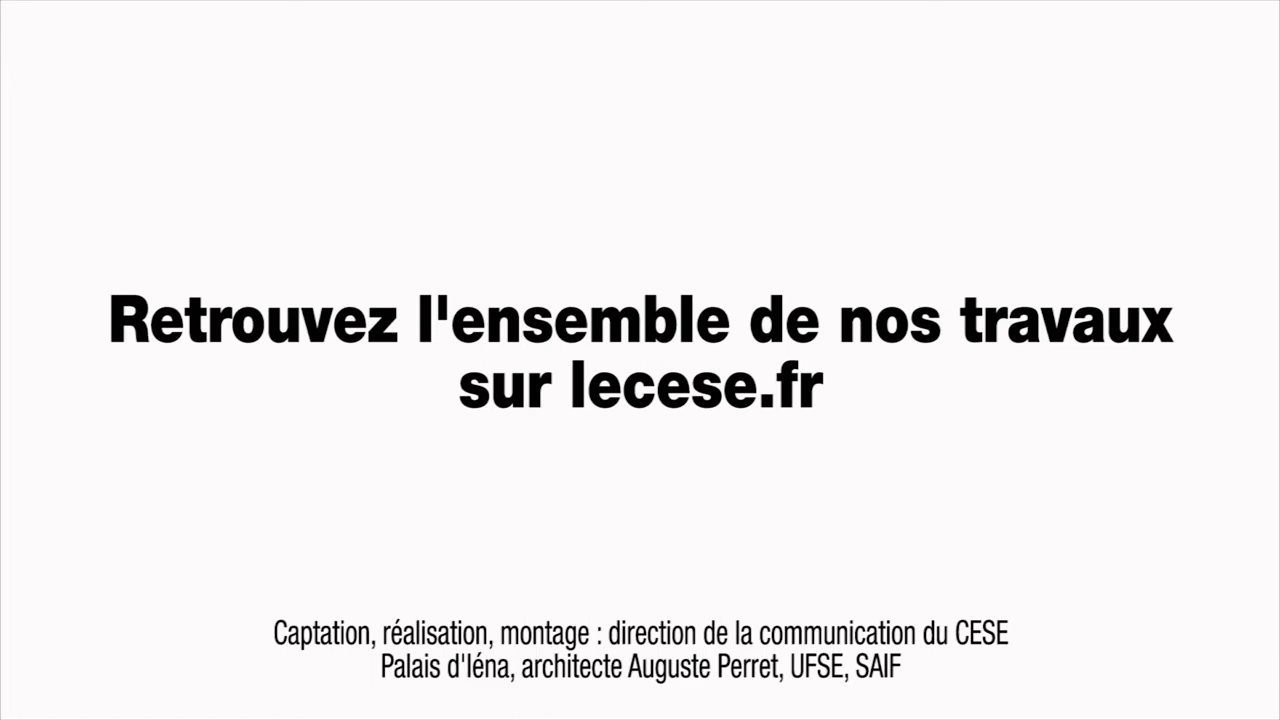 Retrouvez l'ensemble de nos travaux
sur lecese.fr
Captation, réalisation, montage : direction de la communication du CESE
Palais d'Iéna, architecte Auguste Perret, UFSE, SAIF